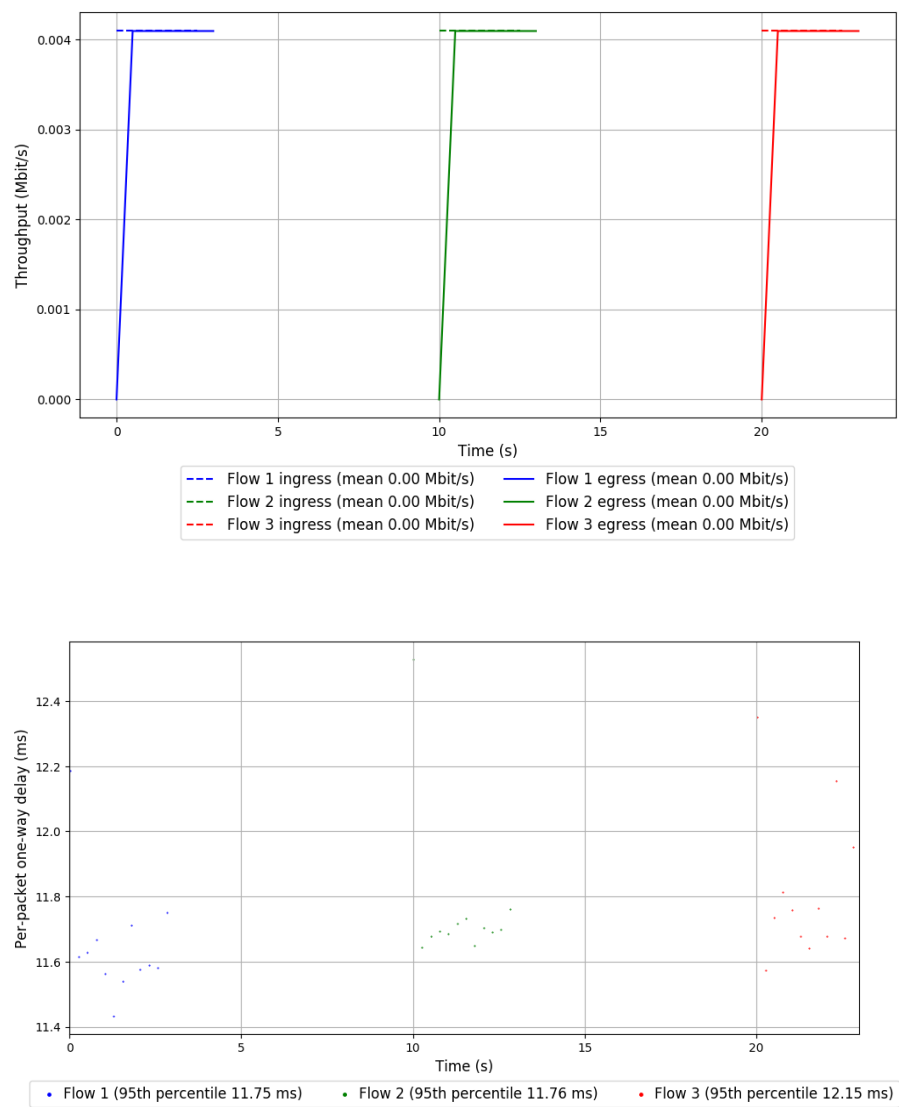 0.004
0.003
0.002
0.001
0.000
Throughput (Mbit/s)
0 5 10 15 20
Time (s)
Flow 1 ingress (mean 0.00 Mbit/s) Flow 1 egress (mean 0.00 Mbit/s)
Flow 2 ingress (mean 0.00 Mbit/s) Flow 2 egress (mean 0.00 Mbit/s)
Flow 3 ingress (mean 0.00 Mbit/s) Flow 3 egress (mean 0.00 Mbit/s)
12.4
12.2
12.0
11.8
11.6
11.4
Per-packet one-way delay (ms)
0 5 10 15 20
Time (s)
Flow 1 (95th percentile 11.75 ms) Flow 2 (95th percentile 11.76 ms) Flow 3 (95th percentile 12.15 ms)